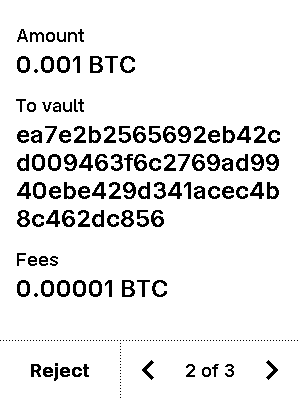 Amount
0.001 BTC
To vault
ea7e2b2565692eb42c
d009463f6c2769ad99
40ebe429d341acec4b
8c462dc856
Fees
0.00001 BTC
Reject
2 of 3